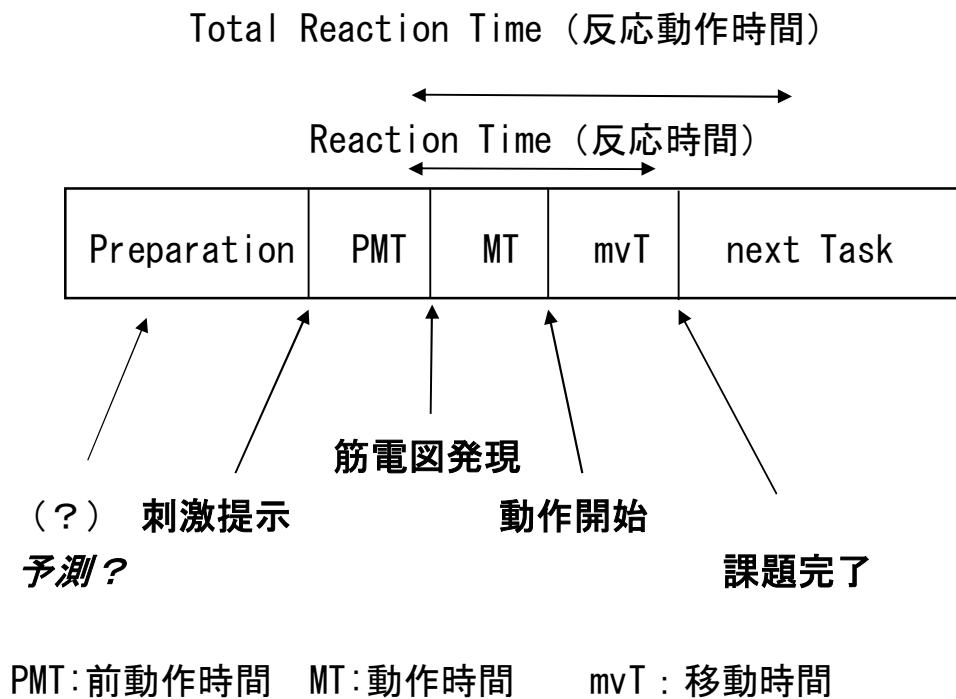 Total Reaction Time（反応動作時間）
Reaction Time（反応時間）
Preparation PMT MT mvT next Task
筋電図発現
（？） 刺激提示 動作開始
予測？ 課題完了
PMT:前動作時間 MT:動作時間 mvT：移動時間